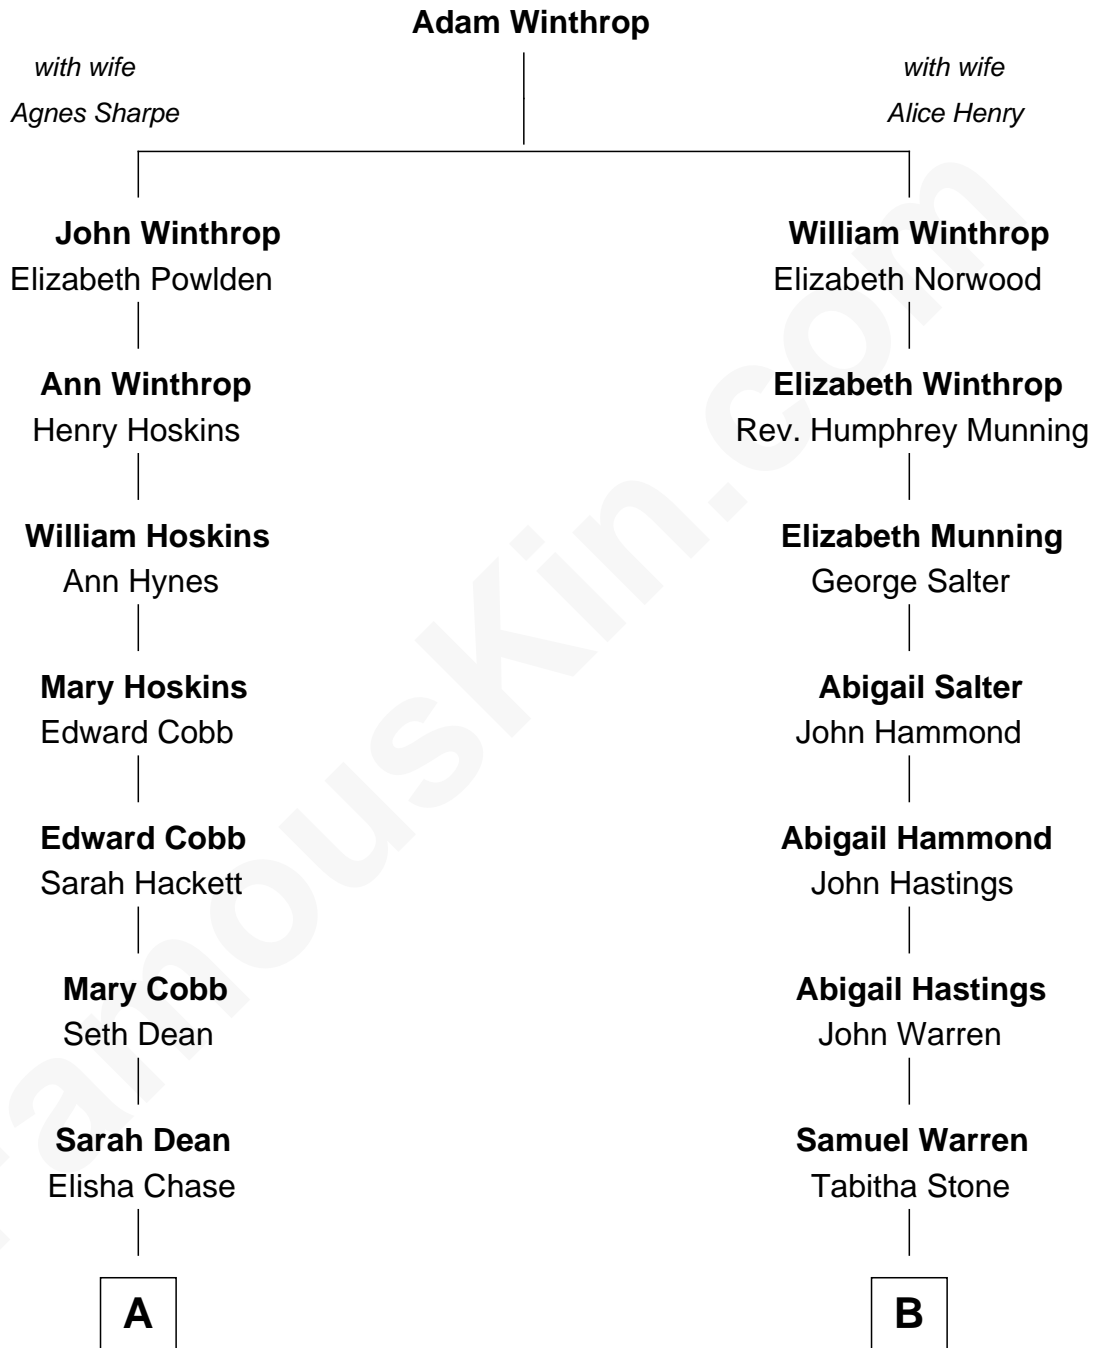 Adam Winthrop
with wife
Agnes Sharpe
with wife
Alice Henry
John Winthrop
Elizabeth Powlden
William Winthrop
Elizabeth Norwood
Ann Winthrop
Henry Hoskins
Elizabeth Winthrop
Rev. Humphrey Munning
William Hoskins
Ann Hynes
Elizabeth Munning
George Salter
Mary Hoskins
Edward Cobb
Abigail Salter
John Hammond
Edward Cobb
Sarah Hackett
Abigail Hammond
John Hastings
Mary Cobb
Seth Dean
Abigail Hastings
John Warren
Sarah Dean
Elisha Chase
Samuel Warren
Tabitha Stone
A
B
FamousKin.com